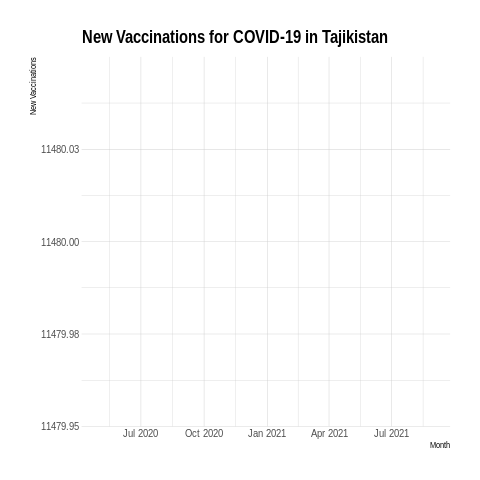 New Vaccinations for COVID-19 in Tajikistan
New Vaccinations
11480.03
11480.00
11479.98
11479.95
Jul 2020 Oct 2020 Jan 2021 Apr 2021 Jul 2021
Month